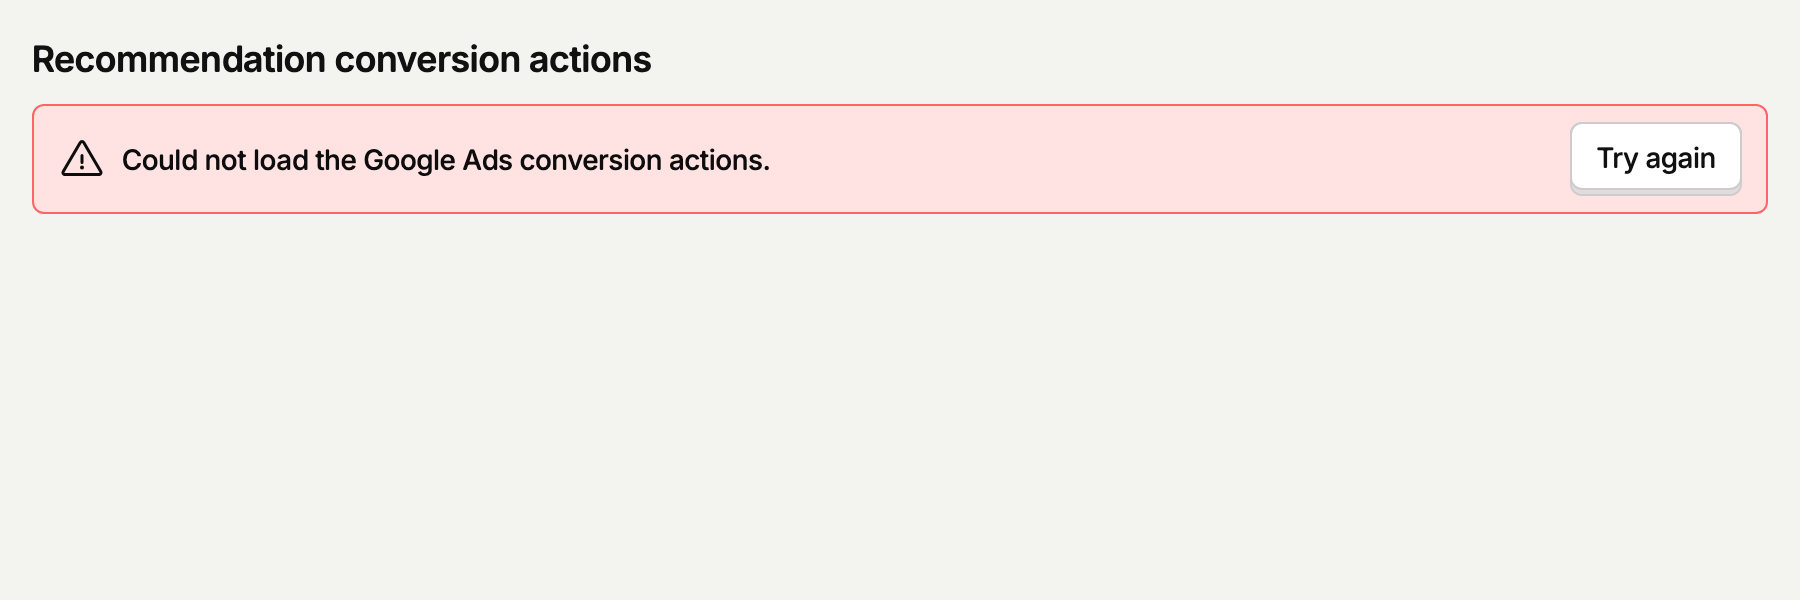 Recommendation conversion actions
Could not load the Google Ads conversion actions.
Try again